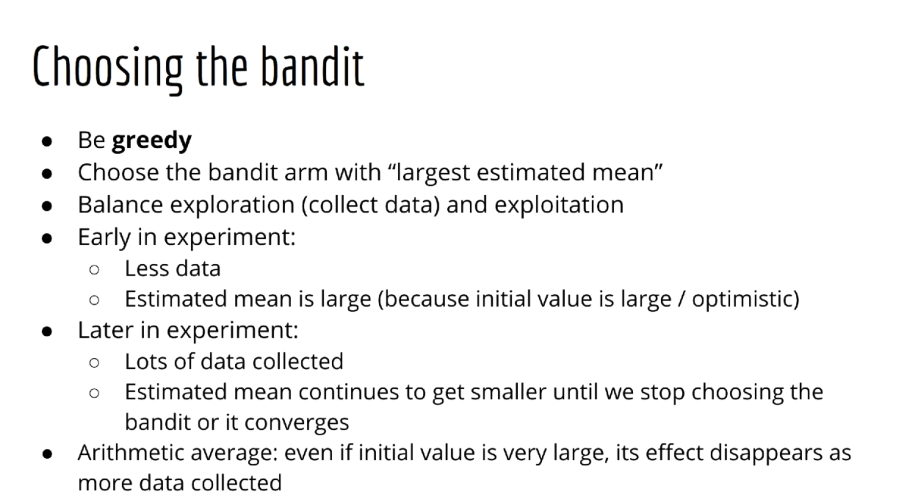 Choosing the bandit
● Be greedy
● Choose the bandit arm with “largest estimated mean”
● Balance exploration (collect data) and exploitation
● Early in experiment:
○ Less data
○ Estimated mean is large (because initial value is large / optimistic)
● Later in experiment:
○ Lots of data collected
○ Estimated mean continues to get smaller until we stop choosing the
bandit or it converges
● Arithmetic average: even if initial value is very large, its effect disappears as
more data collected